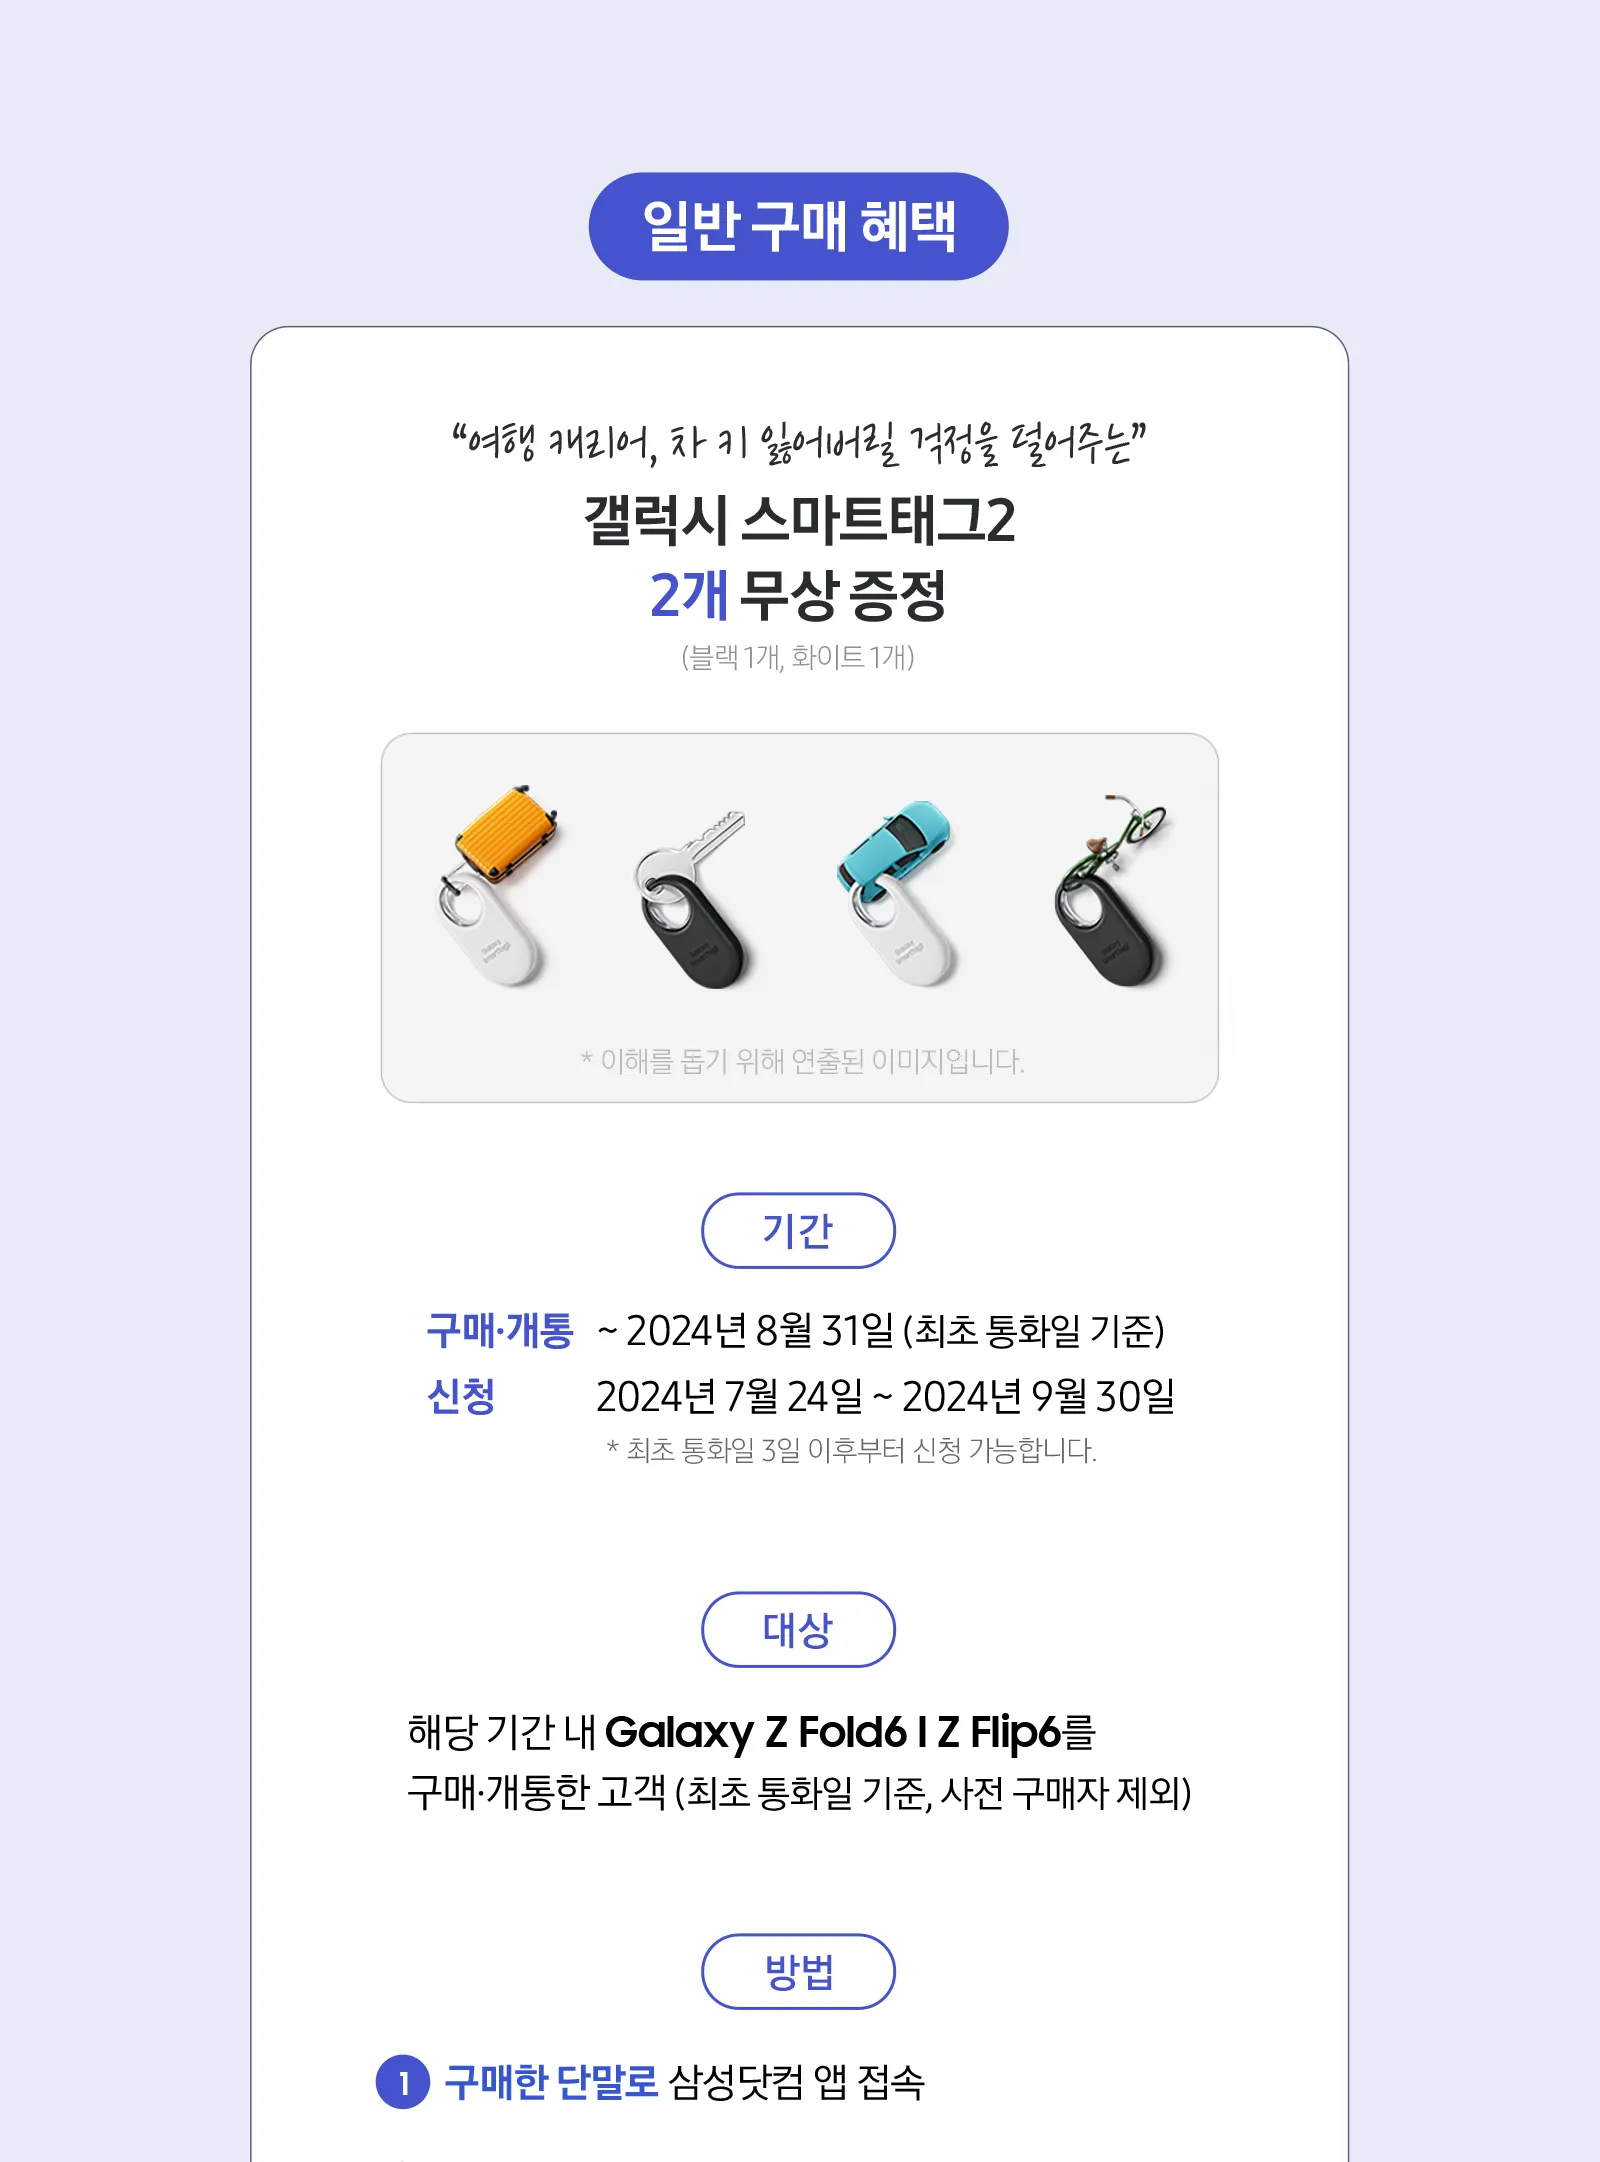 일반 구매 혜택
“여행 캐리어, 차 키 잃어버릴 걱정을 덜어주는”
갤럭시 스마트태그2
2개 무상 증정
(블랙 1개, 화이트 1개)
Galaxy SmartTag2
Galaxy SmartTag2
Galaxy SmartTag2
Galaxy SmartTag2
* 이해를 돕기 위해 연출된 이미지입니다.
기간
구매·개통 ~ 2024년 8월 31일 (최초 통화일 기준)
신청 2024년 7월 24일 ~ 2024년 9월 30일
* 최초 통화일 3일 이후부터 신청 가능합니다.
대상
해당 기간 내 Galaxy Z Fold6 I Z Flip6를
구매·개통한 고객 (최초 통화일 기준, 사전 구매자 제외)
방법
1 구매한 단말로 삼성닷컴 앱 접속